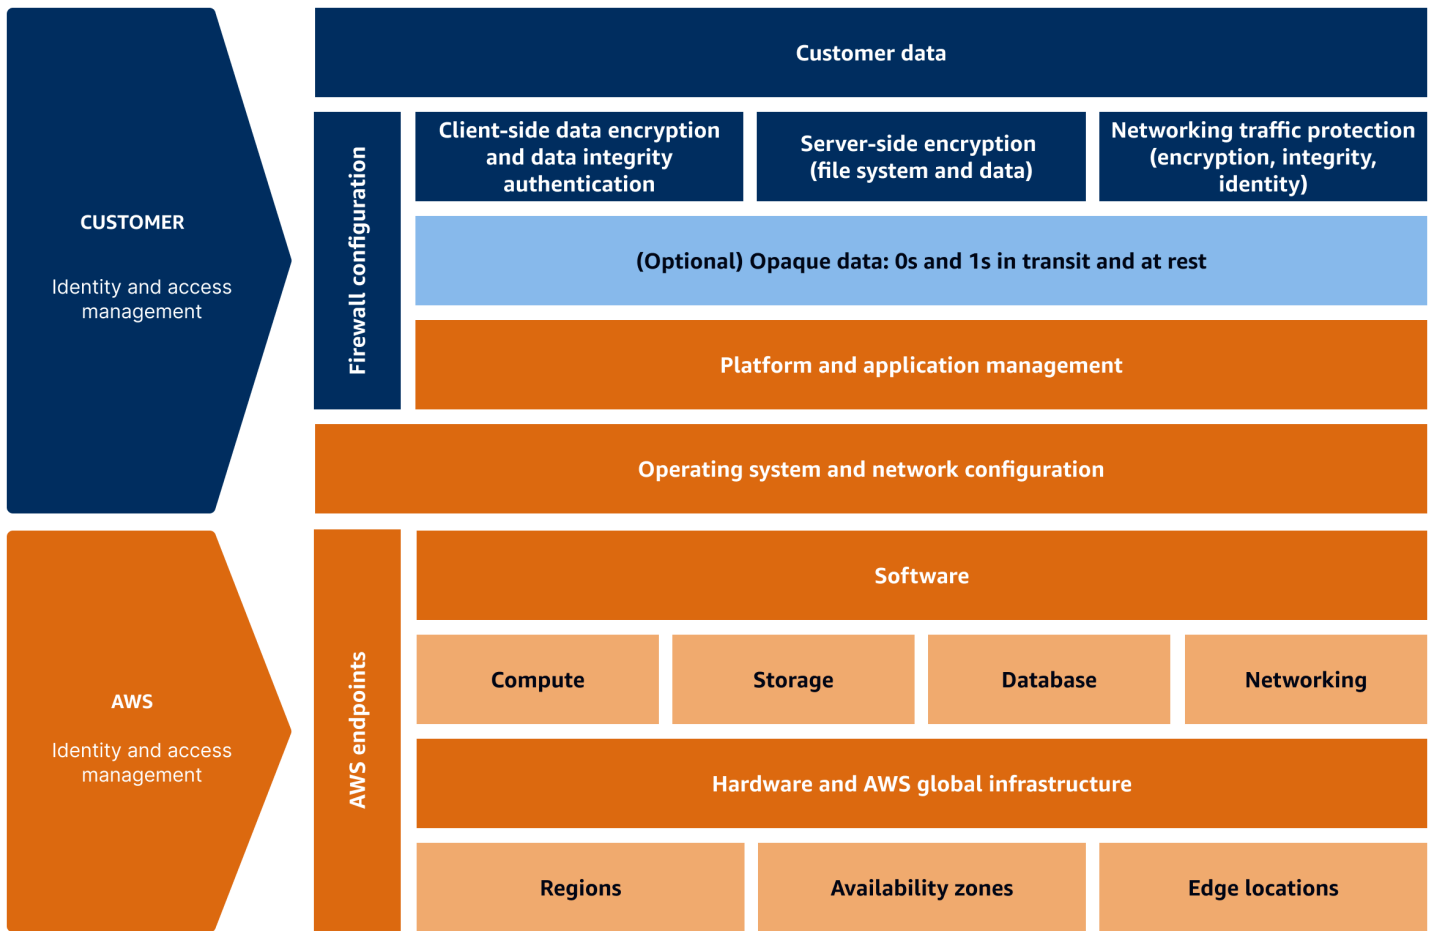 CUSTOMER
Identity and access
management
Customer data
Firewall configuration
Client-side data encryption
and data integrity
authentication
Server-side encryption
(file system and data)
Networking traffic protection
(encryption, integrity,
identity)
(Optional) Opaque data: 0s and 1s in transit and at rest
Platform and application management
Operating system and network configuration
AWS
Identity and access
management
AWS endpoints
Software
Compute
Storage
Database
Networking
Hardware and AWS global infrastructure
Regions
Availability zones
Edge locations